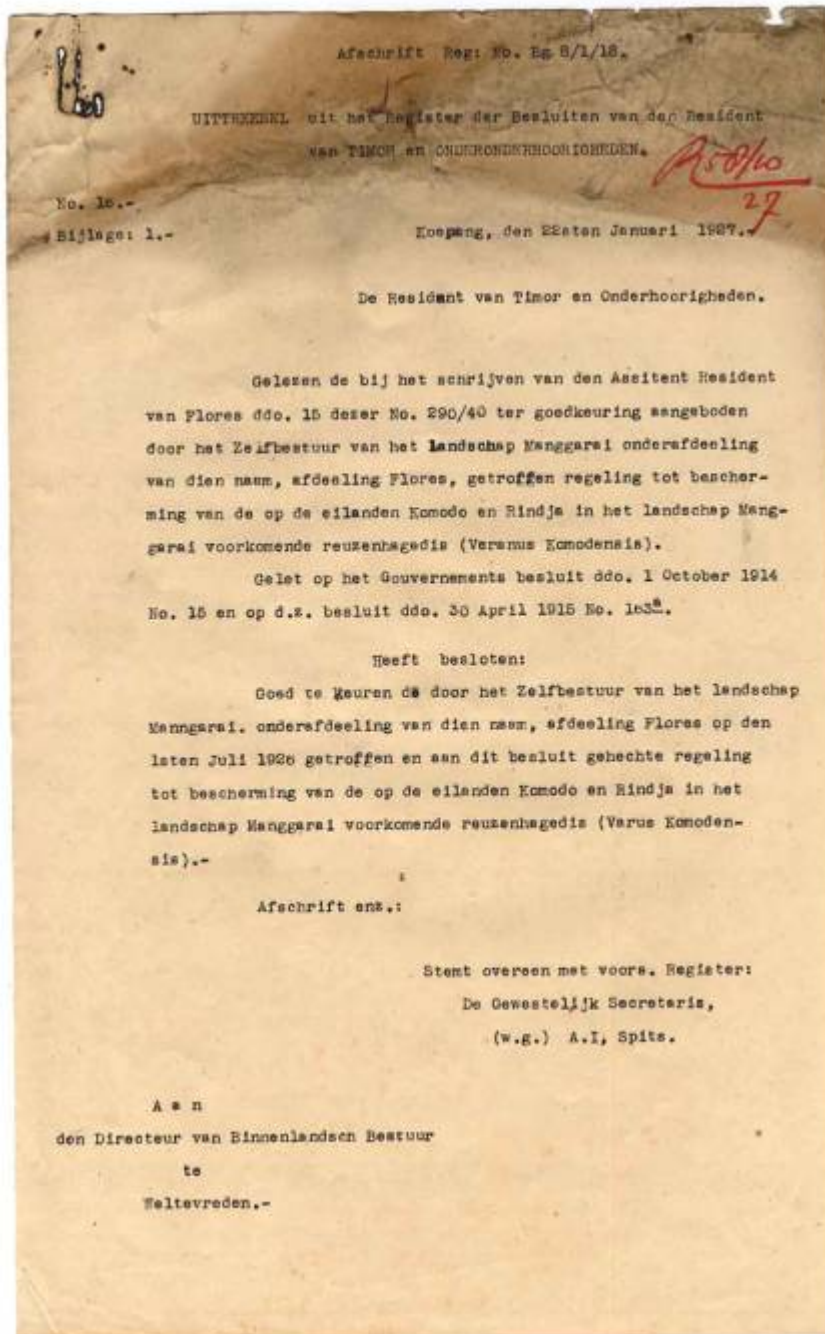 Afschrift Reg: No. Bg 8/1/18.
UITTREKSEL uit het Register der Besluiten van den Resident
van TIMOR en ONDERONDERHOORIGHEDEN.
27
No. 16.-
Bijlage: 1.-
Koepang, den 22sten Januari 1927.-
De Resident van Timor en Onderhoorigheden.
Gelezen de bij het schrijven van den Assitent Resident
van Flores ddo. 15 dezer No. 290/40 ter goedkeuring aangeboden
door het Zelfbestuur van het landschap Manggarai onderafdeeling
van dien naam, afdeeling Flores, getroffen regeling tot bescher-
ming van de op de eilanden Komodo en Rindja in het landschap Mang-
garai voorkomende reuzenhagedis (Veranus Komodensis).
Gelet op het Gouvernements besluit ddo. 1 October 1914
No. 15 en op d.z. besluit ddo. 30 April 1915 No. 163a.
Heeft besloten:
Goed te keuren de door het Zelfbestuur van het landschap
Manngarai. onderafdeeling van dien naam, afdeeling Flores op den
1sten Juli 1926 getroffen en aan dit besluit gehechte regeling
tot bescherming van de op de eilanden Komodo en Rindja in het
landschap Manggarai voorkomende reuzenhagedis (Varus Komoden-
sis).-
Afschrift enz.:
Stemt overeen met voors. Register:
De Gewestelijk Secretaris,
(w.g.) A.I, Spits.
A a n
den Directeur van Binnenlandsch Bestuur
te
Weltevreden.-